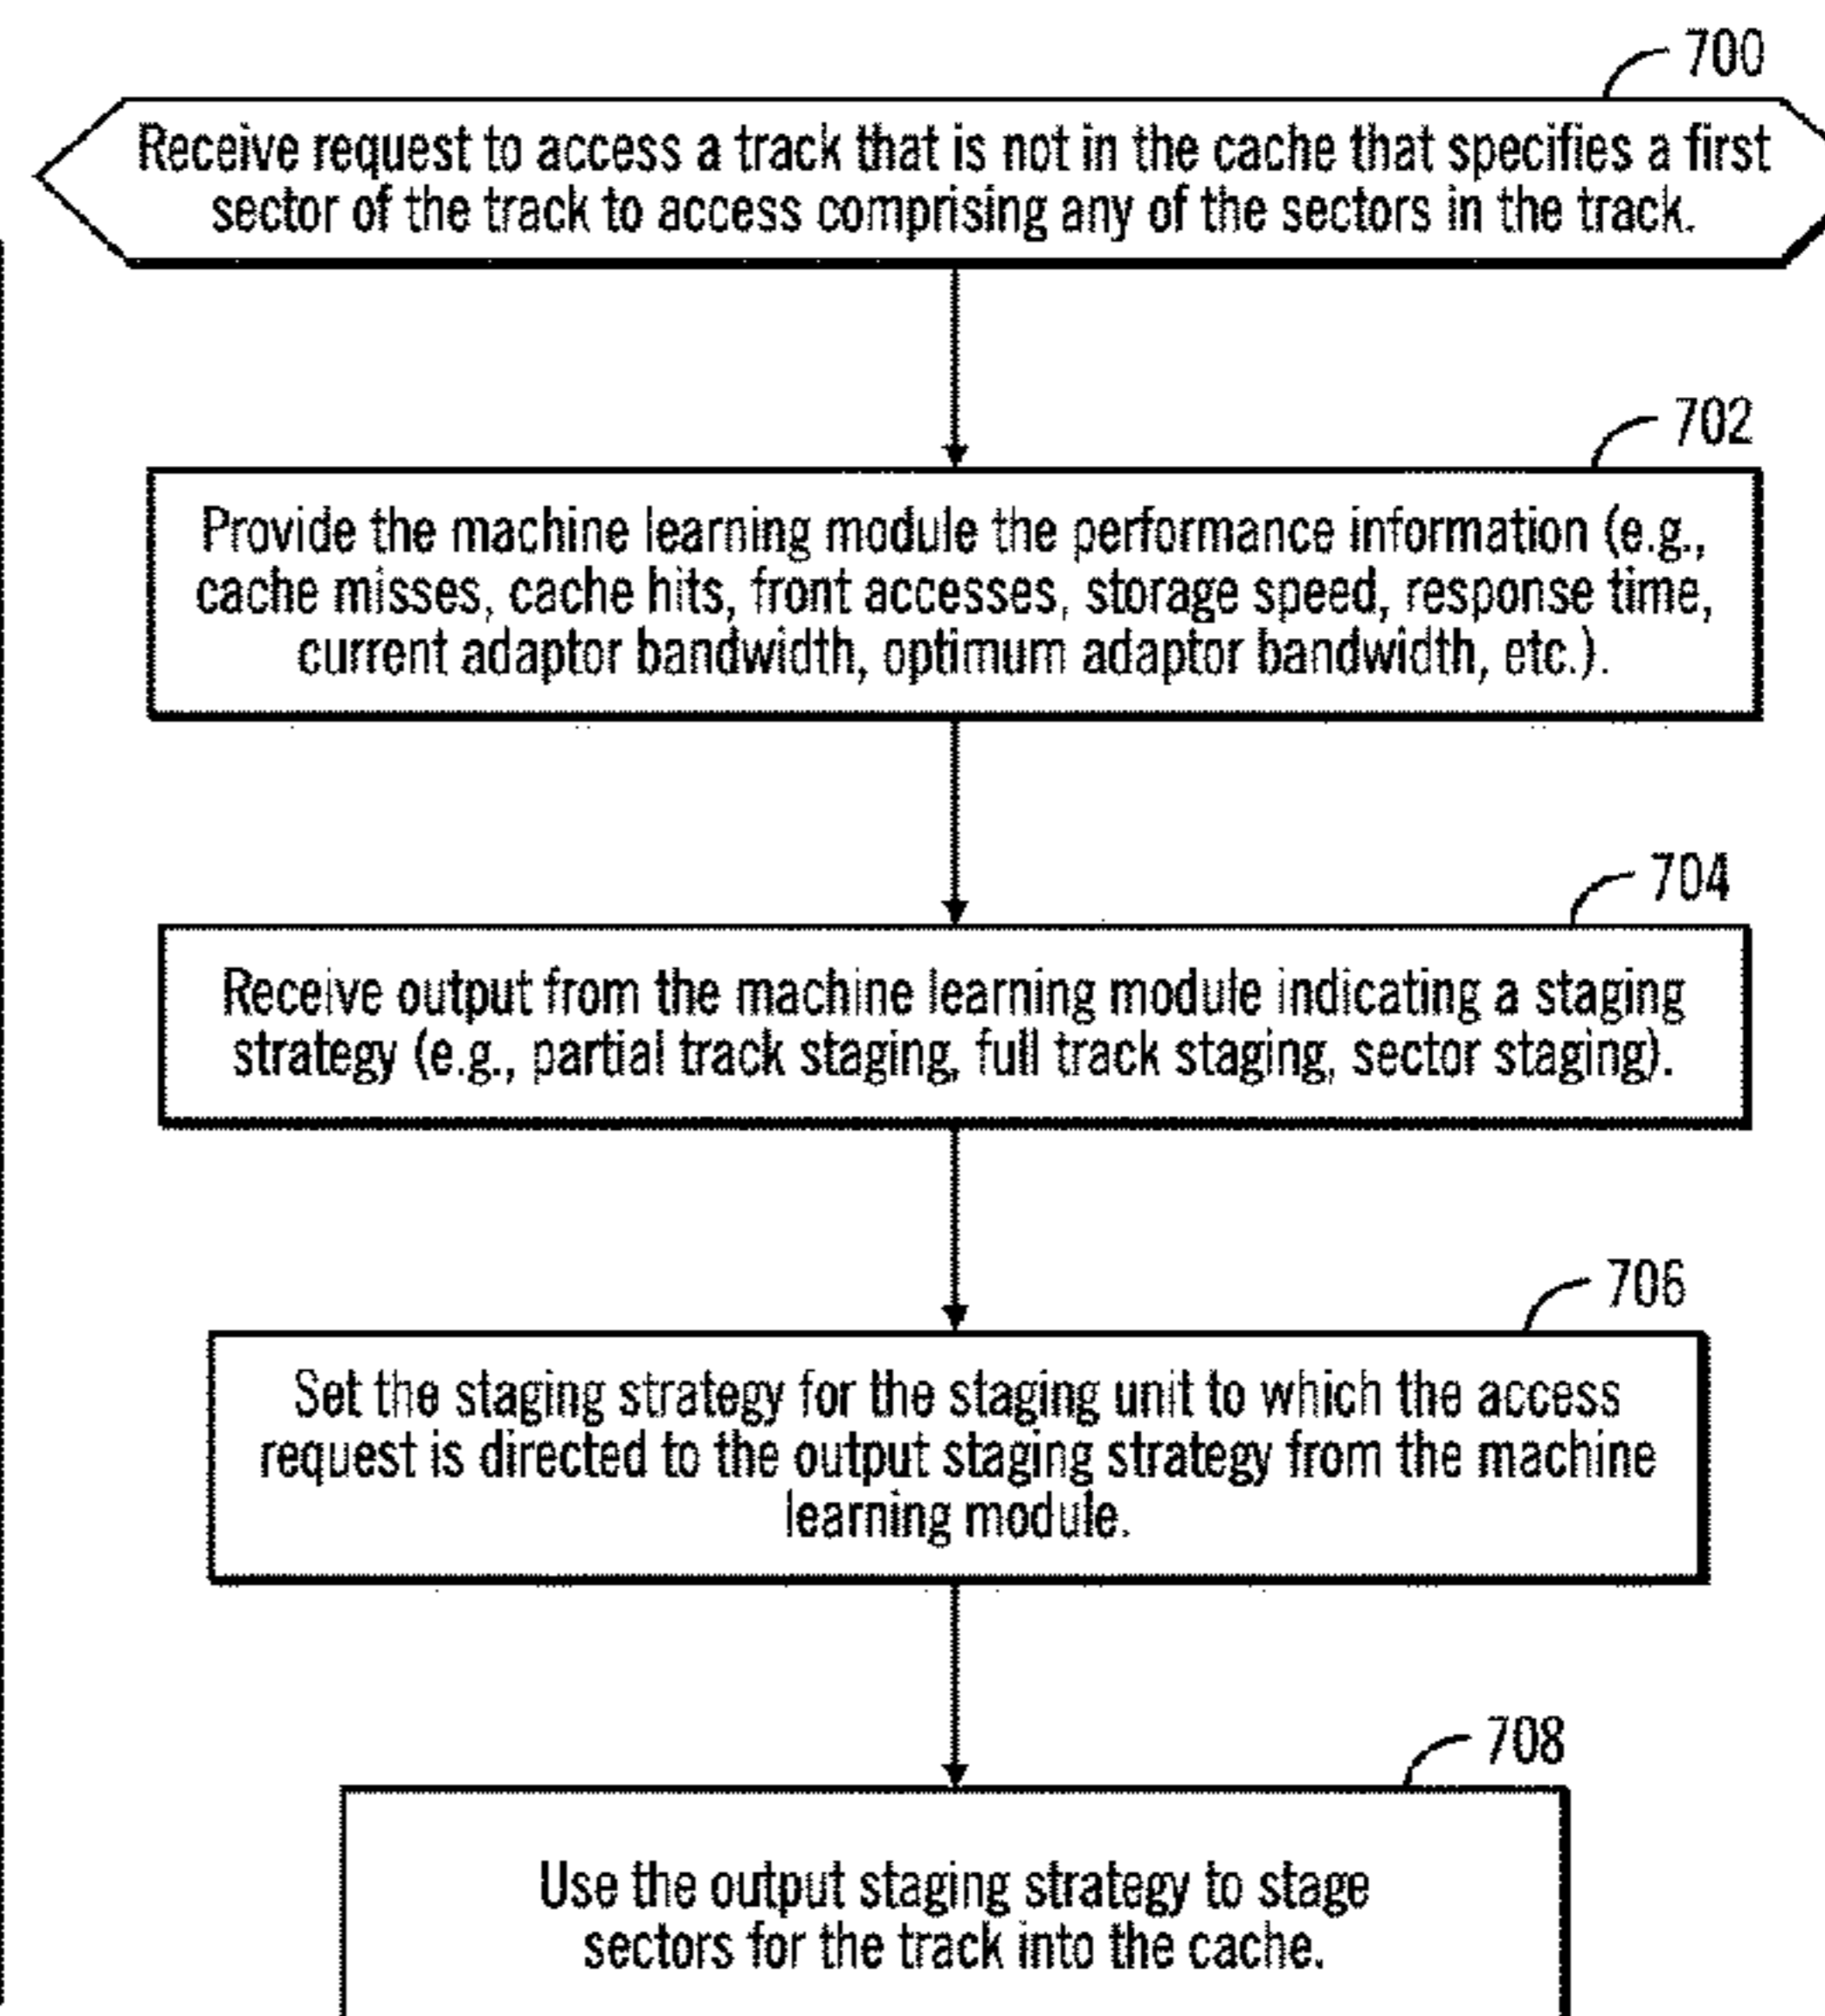 700
Receive request to access a track that is not in the cache that specifies a first
sector of the track to access comprising any of the sectors in the track.
702
Provide the machine learning module the performance information (e.g.,
cache misses, cache hits, front accesses, storage speed, response time,
current adaptor bandwidth, optimum adaptor bandwidth, etc.).
704
Receive output from the machine learning module indicating a staging
strategy (e.g., partial track staging, full track staging, sector staging).
706
Set the staging strategy for the staging unit to which the access
request is directed to the output staging strategy from the machine
learning module.
708
Use the output staging strategy to stage
sectors for the track into the cache.